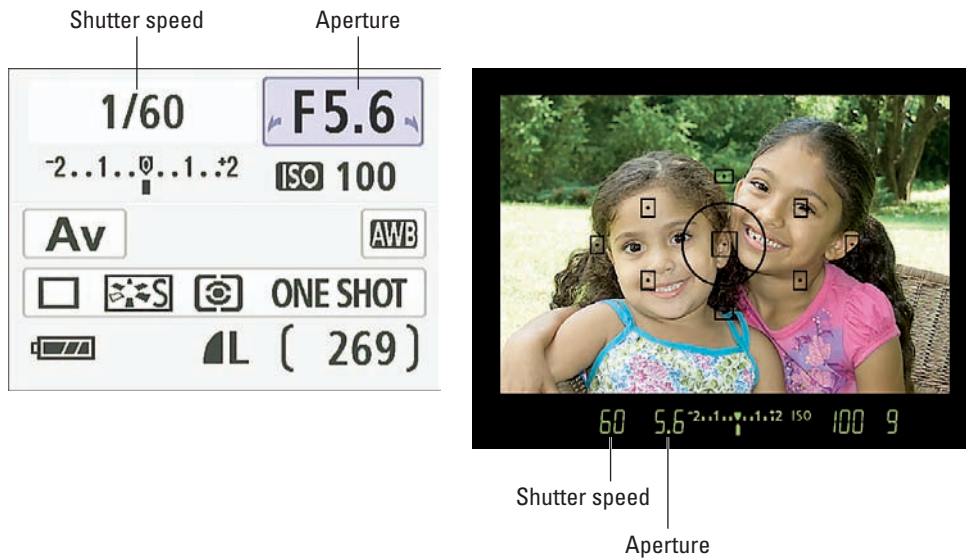 Shutter speed Aperture
1/60 F5.6
-2..1..0..1..+2 ISO 100
Av AWB
S ONE SHOT
L [ 269 ]
60 5.6 -2..1..▼..1..+2 ISO 100 9
Shutter speed
Aperture